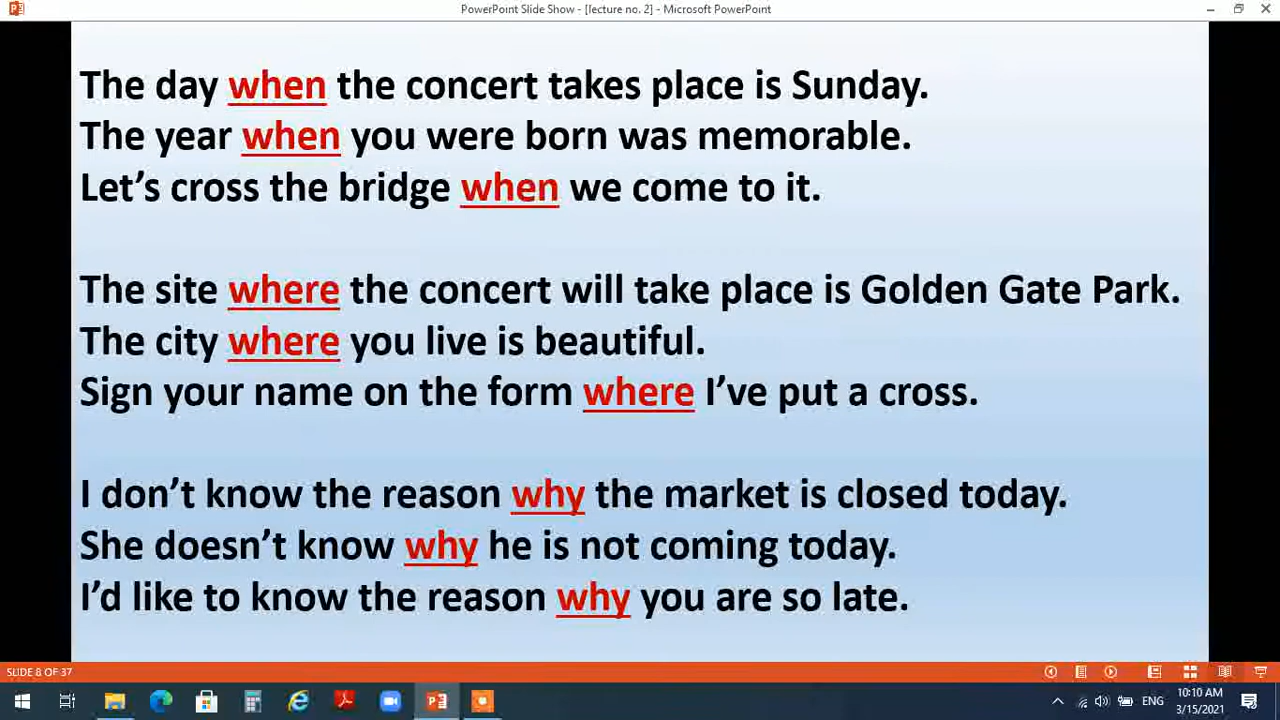 PowerPoint Slide Show - [lecture no. 2] - Microsoft PowerPoint
The day when the concert takes place is Sunday.
The year when you were born was memorable.
Let’s cross the bridge when we come to it.
The site where the concert will take place is Golden Gate Park.
The city where you live is beautiful.
Sign your name on the form where I’ve put a cross.
I don’t know the reason why the market is closed today.
She doesn’t know why he is not coming today.
I’d like to know the reason why you are so late.
SLIDE 8 OF 37
ENG
10:10 AM
3/15/2021